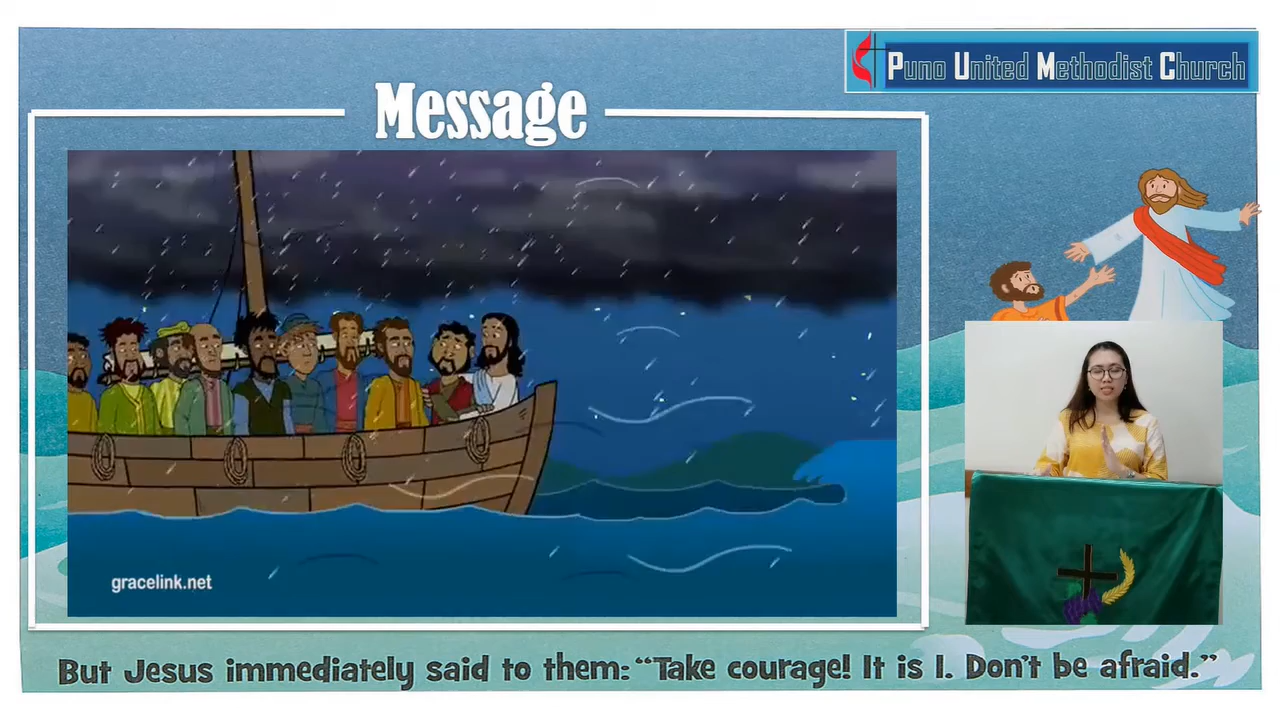 Puno United Methodist Church
Message
gracelink.net
But Jesus immediately said to them: “Take courage! It is I. Don’t be afraid.”